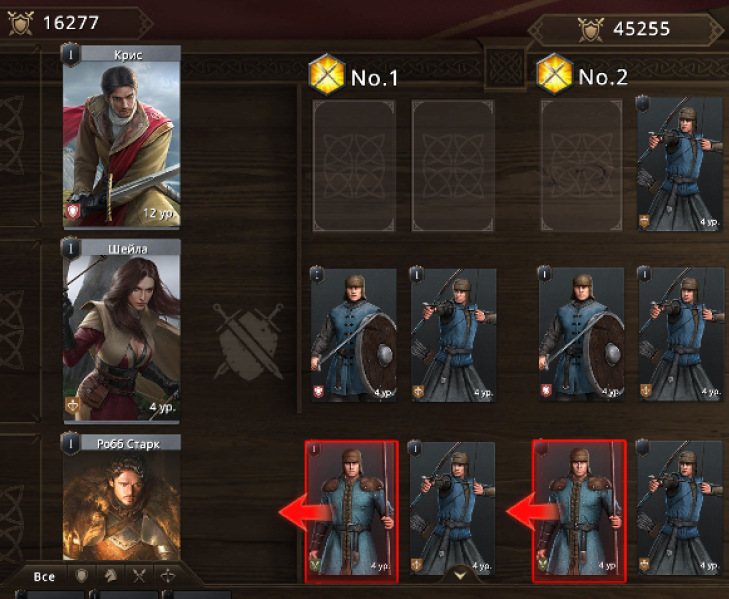 16277
45255
Крис
12 ур.
Шейла
4 ур.
Робб Старк
Все
No.1
No.2
4 ур.
4 ур.
4 ур.
4 ур.
4 ур.
4 ур.
4 ур.
4 ур.
4 ур.